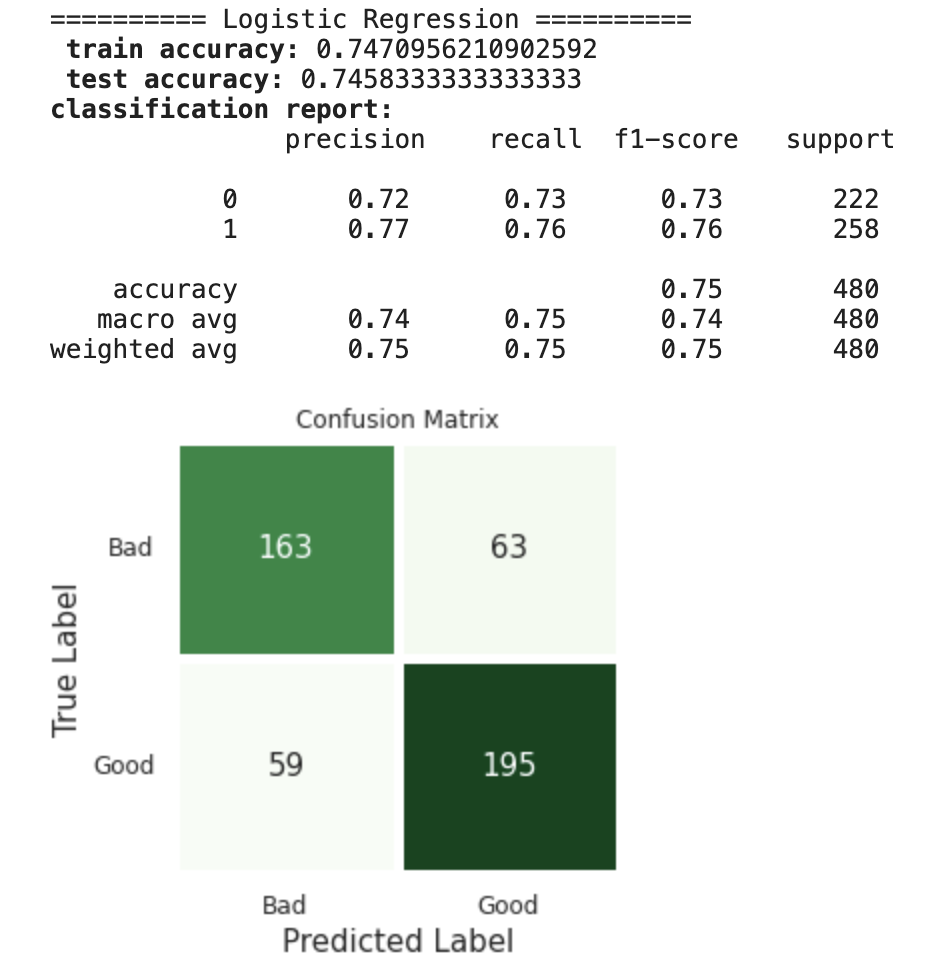 ========== Logistic Regression ==========
train accuracy: 0.7470956210902592
test accuracy: 0.7458333333333333
classification report:
precision recall f1-score support
0 0.72 0.73 0.73 222
1 0.77 0.76 0.76 258
accuracy 0.75 480
macro avg 0.74 0.75 0.74 480
weighted avg 0.75 0.75 0.75 480
Confusion Matrix
True Label
Bad 163 63
Good 59 195
Bad Good
Predicted Label